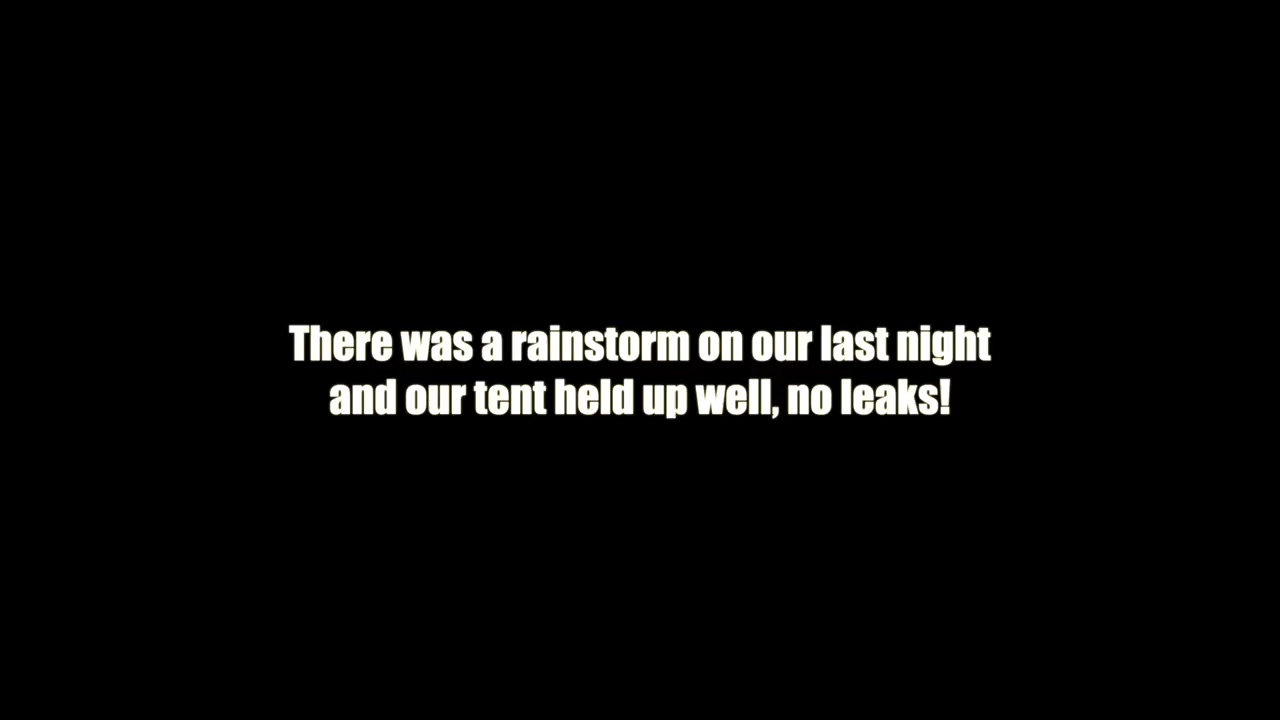 There was a rainstorm on our last night
and our tent held up well, no leaks!